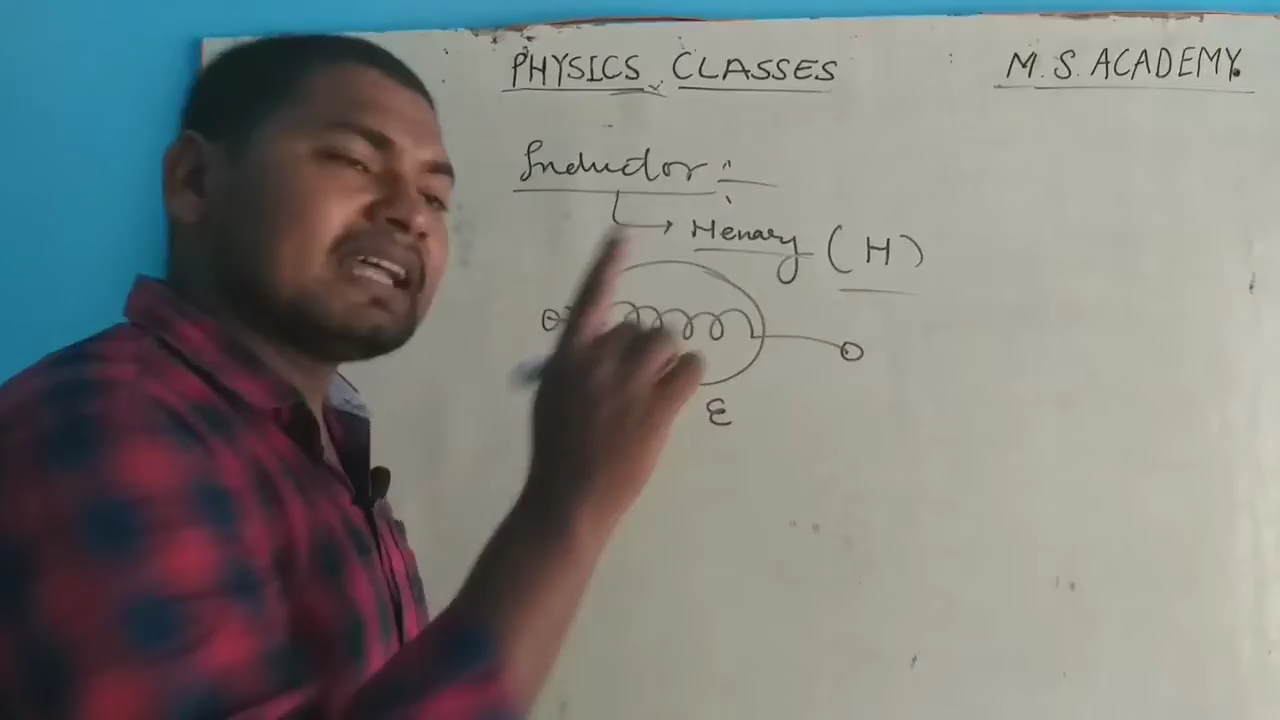 PHYSICS CLASSES M.S. ACADEMY.
Inductor :-
Henary (H)
ε